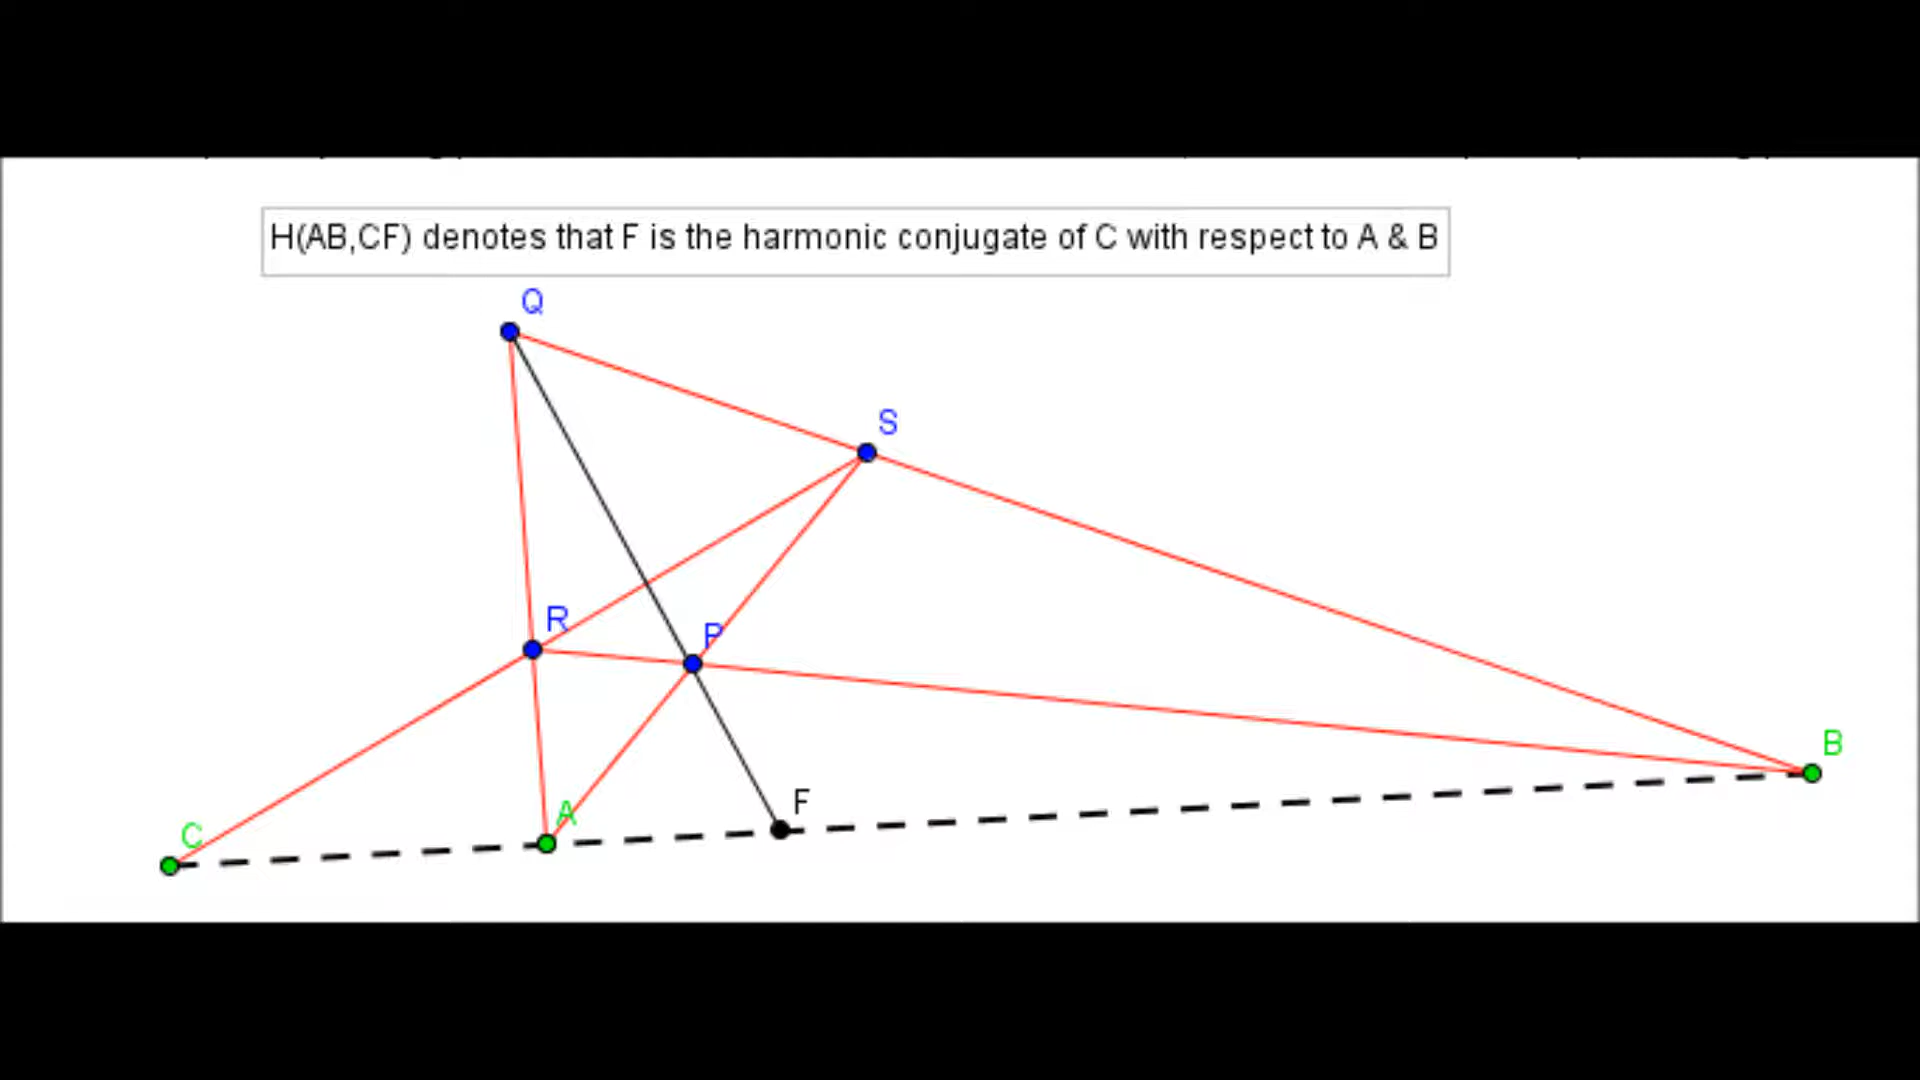 H(AB,CF) denotes that F is the harmonic conjugate of C with respect to A & B
Q
S
R
P
B
F
A
C